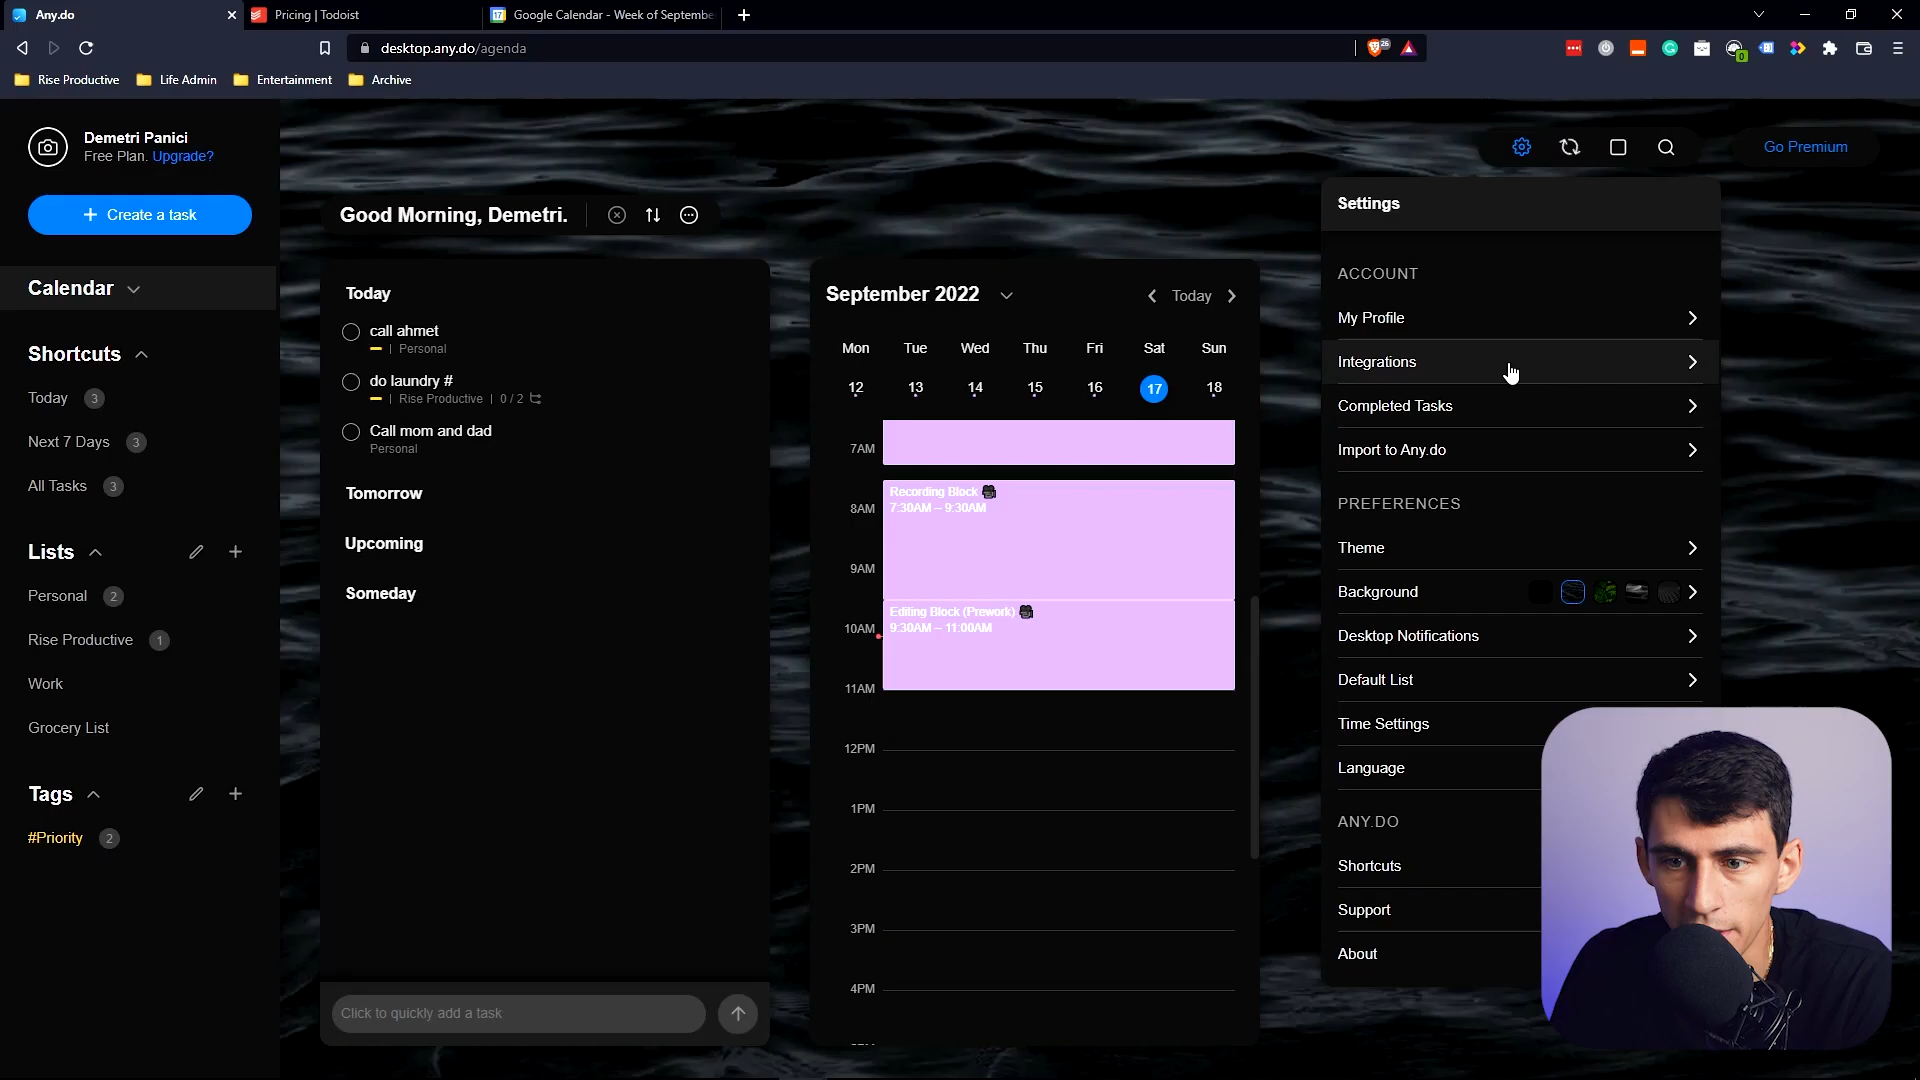 Any.do
Pricing | Todoist
Google Calendar - Week of Septembe
desktop.any.do/agenda
26
0
Rise Productive
Life Admin
Entertainment
Archive
Demetri Panici
Free Plan. Upgrade?
+ Create a task
Calendar
Shortcuts
Today 3
Next 7 Days 3
All Tasks 3
Lists
Personal 2
Rise Productive 1
Work
Grocery List
Tags
#Priority 2
Good Morning, Demetri.
Today
call ahmet
| Personal
do laundry #
| Rise Productive | 0 / 2
Call mom and dad
Personal
Tomorrow
Upcoming
Someday
Click to quickly add a task
September 2022
Today
Mon Tue Wed Thu Fri Sat Sun
12 13 14 15 16 17 18
7AM
Recording Block
7:30AM – 9:30AM
8AM
9AM
Editing Block (Prework)
9:30AM – 11:00AM
10AM
11AM
12PM
1PM
2PM
3PM
4PM
Go Premium
Settings
ACCOUNT
My Profile
Integrations
Completed Tasks
Import to Any.do
PREFERENCES
Theme
Background
Desktop Notifications
Default List
Time Settings
Language
ANY.DO
Shortcuts
Support
About